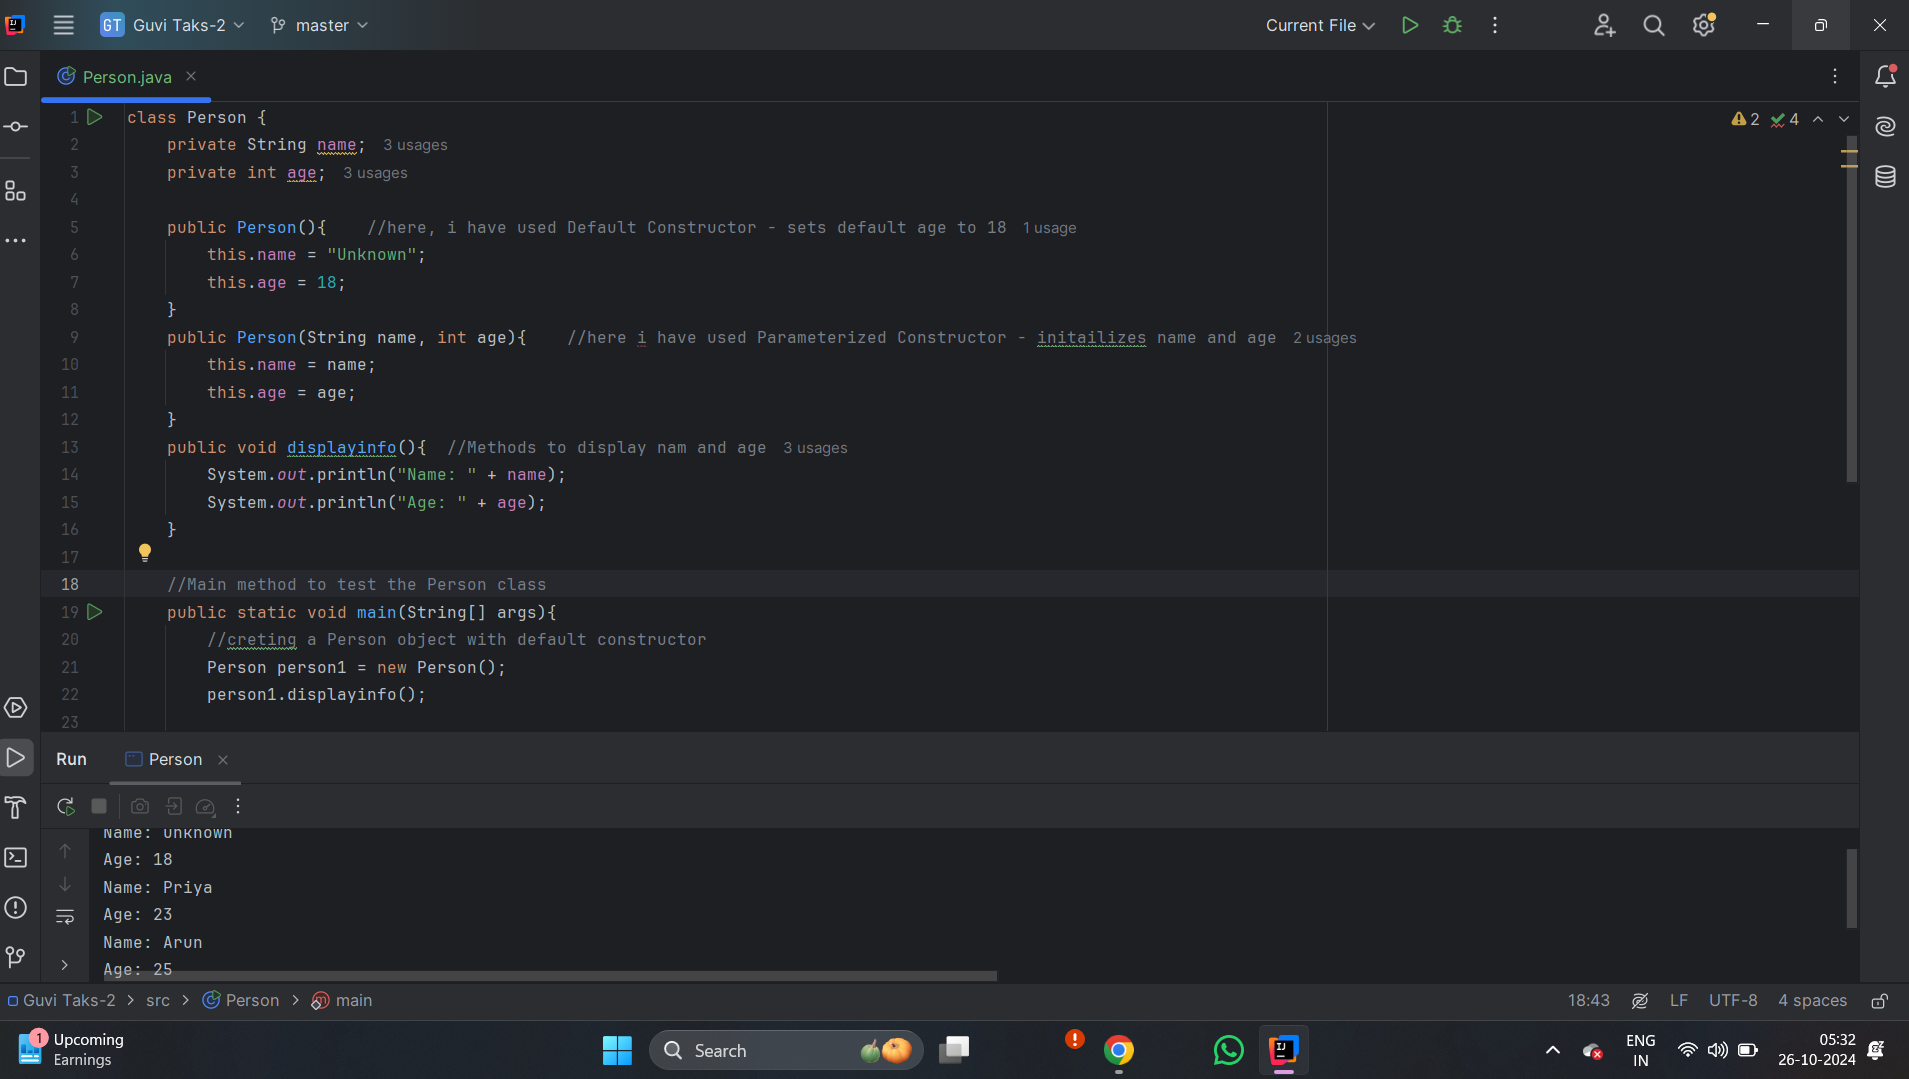 GT Guvi Taks-2 master Current File
Person.java
1 class Person {
2 private String name; 3 usages
3 private int age; 3 usages
4
5 public Person(){ //here, i have used Default Constructor - sets default age to 18 1 usage
6 this.name = "Unknown";
7 this.age = 18;
8 }
9 public Person(String name, int age){ //here i have used Parameterized Constructor - initailizes name and age 2 usages
10 this.name = name;
11 this.age = age;
12 }
13 public void displayinfo(){ //Methods to display nam and age 3 usages
14 System.out.println("Name: " + name);
15 System.out.println("Age: " + age);
16 }
17
18 //Main method to test the Person class
19 public static void main(String[] args){
20 //creting a Person object with default constructor
21 Person person1 = new Person();
22 person1.displayinfo();
23
2 4
Run Person
Name: Unknown
Age: 18
Name: Priya
Age: 23
Name: Arun
Age: 25
Guvi Taks-2 > src > Person > main 18:43 LF UTF-8 4 spaces
1 Upcoming
Earnings
Search
ENG
IN
05:32
26-10-2024